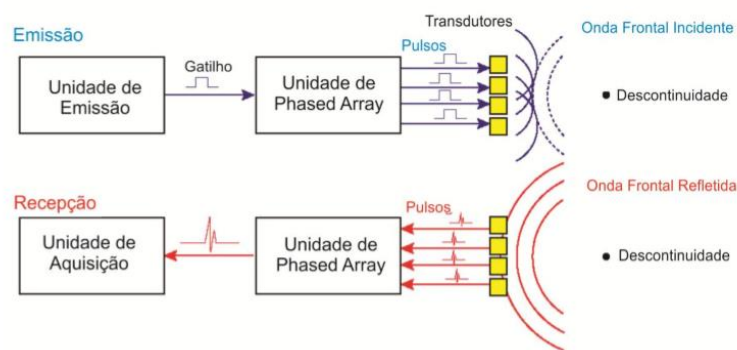 Emissão
Transdutores
Onda Frontal Incidente
Pulsos
Gatilho
Unidade de
Emissão
Unidade de
Phased Array
Descontinuidade
Recepção
Onda Frontal Refletida
Pulsos
Unidade de
Aquisição
Unidade de
Phased Array
Descontinuidade